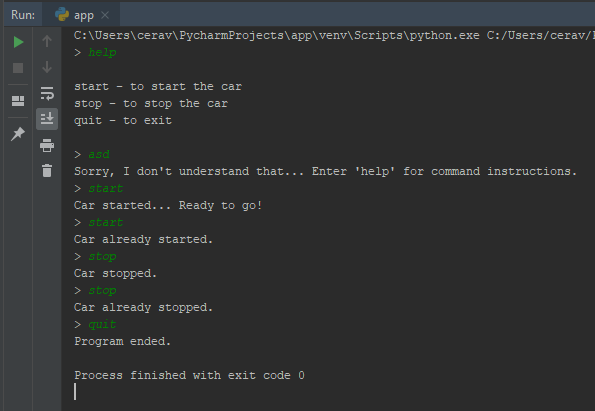 Run: app
C:\Users\cerav\PycharmProjects\app\venv\Scripts\python.exe C:/Users/cerav/
> help
start - to start the car
stop - to stop the car
quit - to exit
> asd
Sorry, I don't understand that... Enter 'help' for command instructions.
> start
Car started... Ready to go!
> start
Car already started.
> stop
Car stopped.
> stop
Car already stopped.
> quit
Program ended.
Process finished with exit code 0